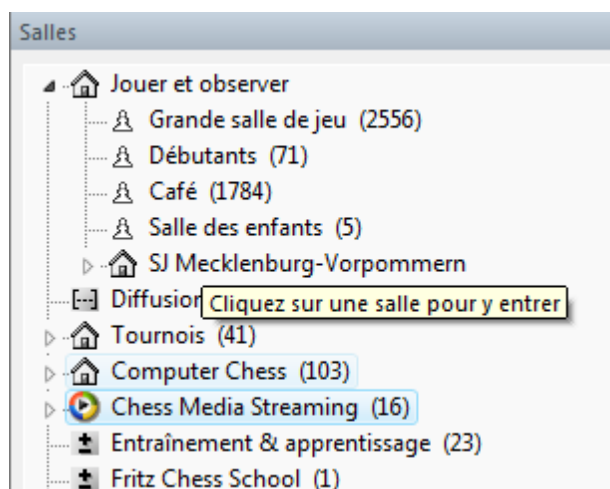 Salles
Jouer et observer
Grande salle de jeu (2556)
Débutants (71)
Café (1784)
Salle des enfants (5)
SJ Mecklenburg-Vorpommern
Diffusion
Cliquez sur une salle pour y entrer
Tournois (41)
Computer Chess (103)
Chess Media Streaming (16)
Entraînement & apprentissage (23)
Fritz Chess School (1)